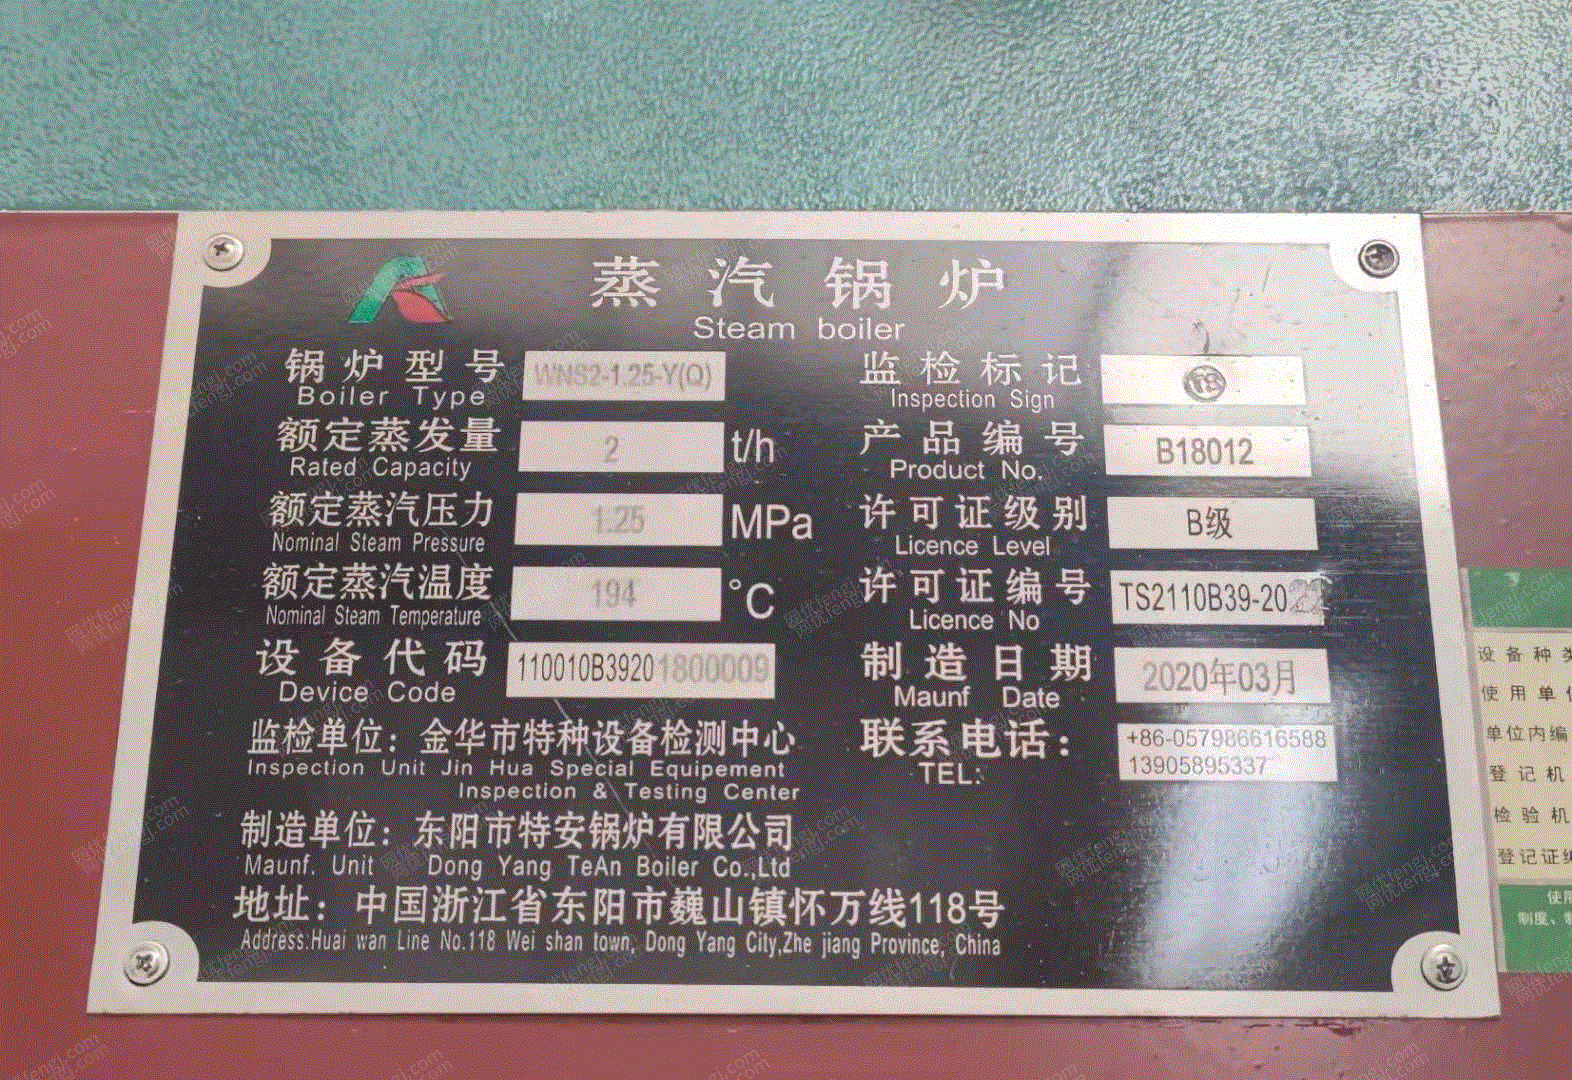 蒸汽锅炉
Steam boiler
锅炉型号 WNS2-1.25-Y(Q)
Boiler Type
额定蒸发量 2 t/h
Rated Capacity
额定蒸汽压力 1.25 MPa
Nominal Steam Pressure
额定蒸汽温度 194 °C
Nominal Steam Temperature
设备代码 110010B39201800009
Device Code
监检单位：金华市特种设备检测中心
Inspection Unit Jin Hua Special Equipement
Inspection & Testing Center
监检标记
Inspection Sign
产品编号 B18012
Product No.
许可证级别 B级
Licence Level
许可证编号 TS2110B39-20
Licence No
制造日期 2020年03月
Maunf Date
联系电话： +86-057986616588
TEL: 13905895337
制造单位：东阳市特安锅炉有限公司
Maunf. Unit Dong Yang TeAn Boiler Co.,Ltd
地址：中国浙江省东阳市巍山镇怀万线118号
Address:Huai wan Line No.118 Wei shan town, Dong Yang City,Zhe jiang Province, China
设备种类
使用单位
单位内编
登记机
检验机
登记证编
使用
制度、